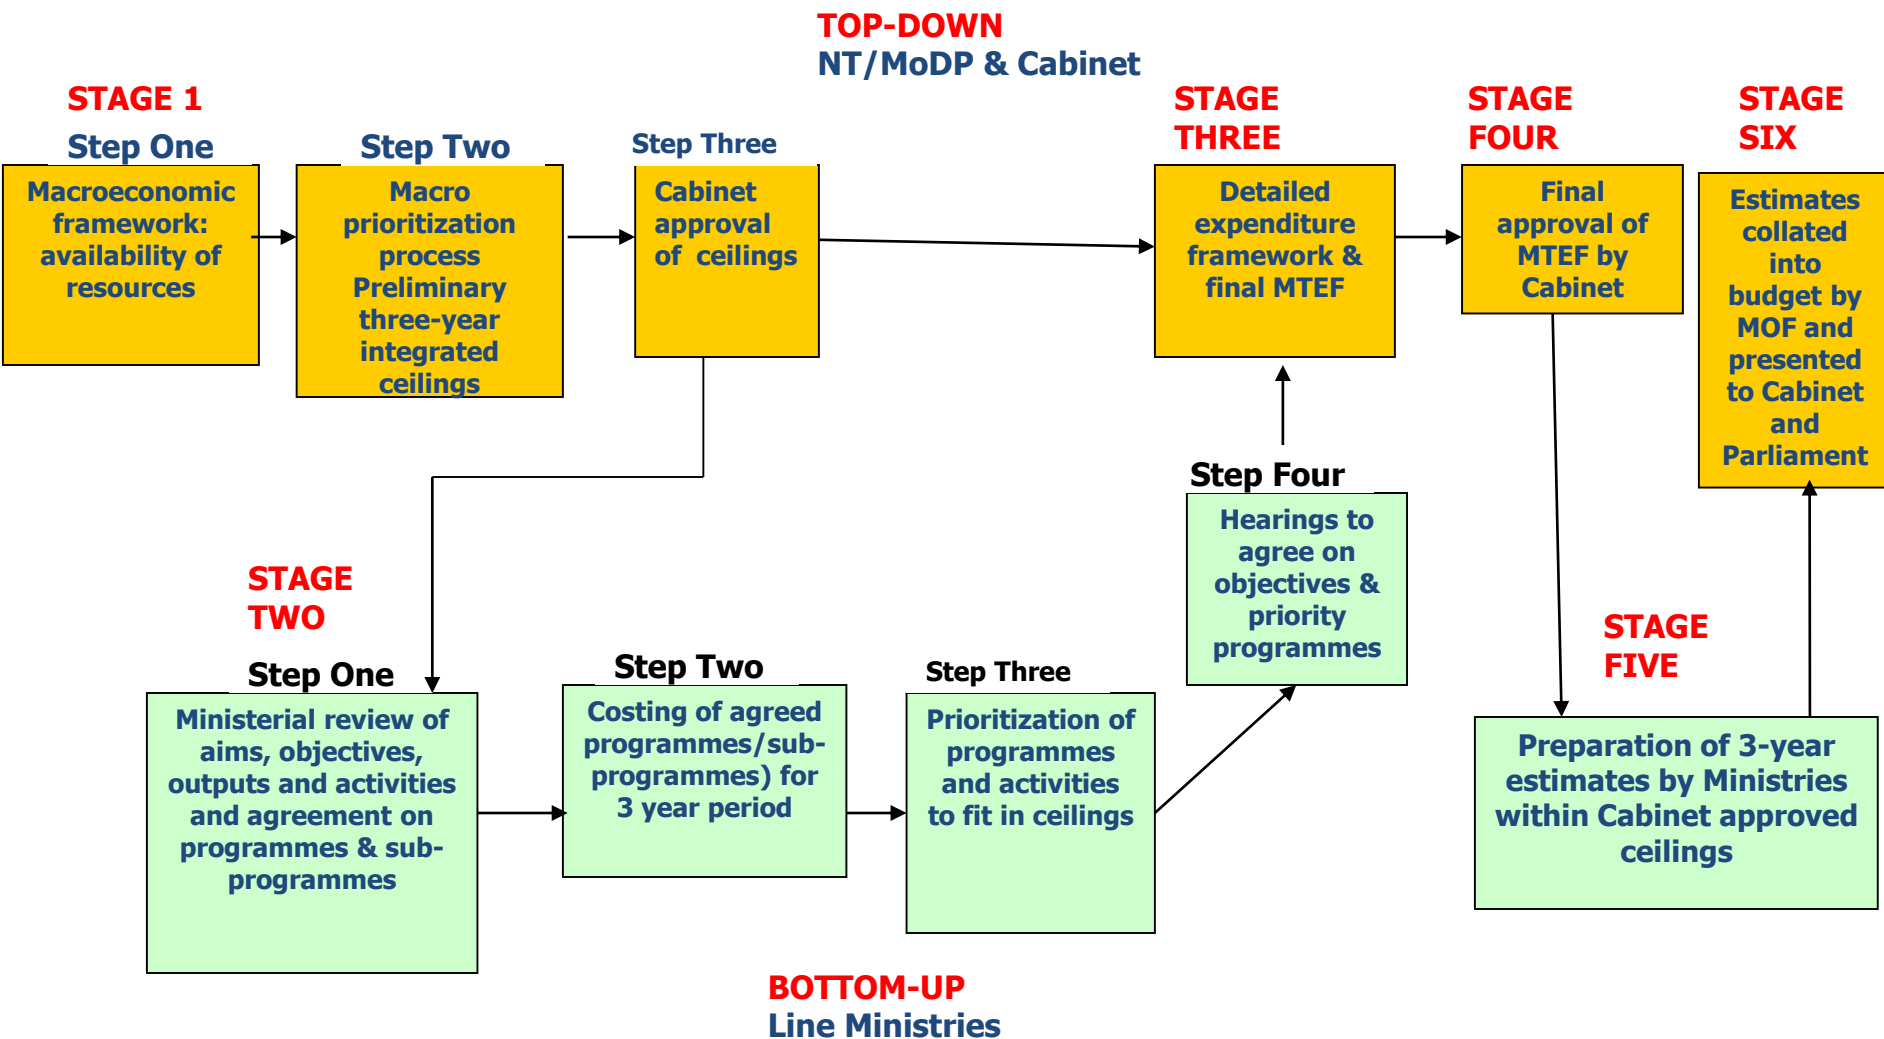 TOP-DOWN
NT/MoDP & Cabinet
STAGE 1
Step One
Macroeconomic
framework:
availability of
resources
Step Two
Macro
prioritization
process
Preliminary
three-year
integrated
ceilings
Step Three
Cabinet
approval
of ceilings
STAGE
THREE
Detailed
expenditure
framework &
final MTEF
STAGE
FOUR
Final
approval of
MTEF by
Cabinet
STAGE
SIX
Estimates
collated
into
budget by
MOF and
presented
to Cabinet
and
Parliament
STAGE
TWO
Step One
Ministerial review of
aims, objectives,
outputs and activities
and agreement on
programmes & sub-
programmes
Step Two
Costing of agreed
programmes/sub-
programmes) for
3 year period
Step Three
Prioritization of
programmes
and activities
to fit in ceilings
Step Four
Hearings to
agree on
objectives &
priority
programmes
STAGE
FIVE
Preparation of 3-year
estimates by Ministries
within Cabinet approved
ceilings
BOTTOM-UP
Line Ministries